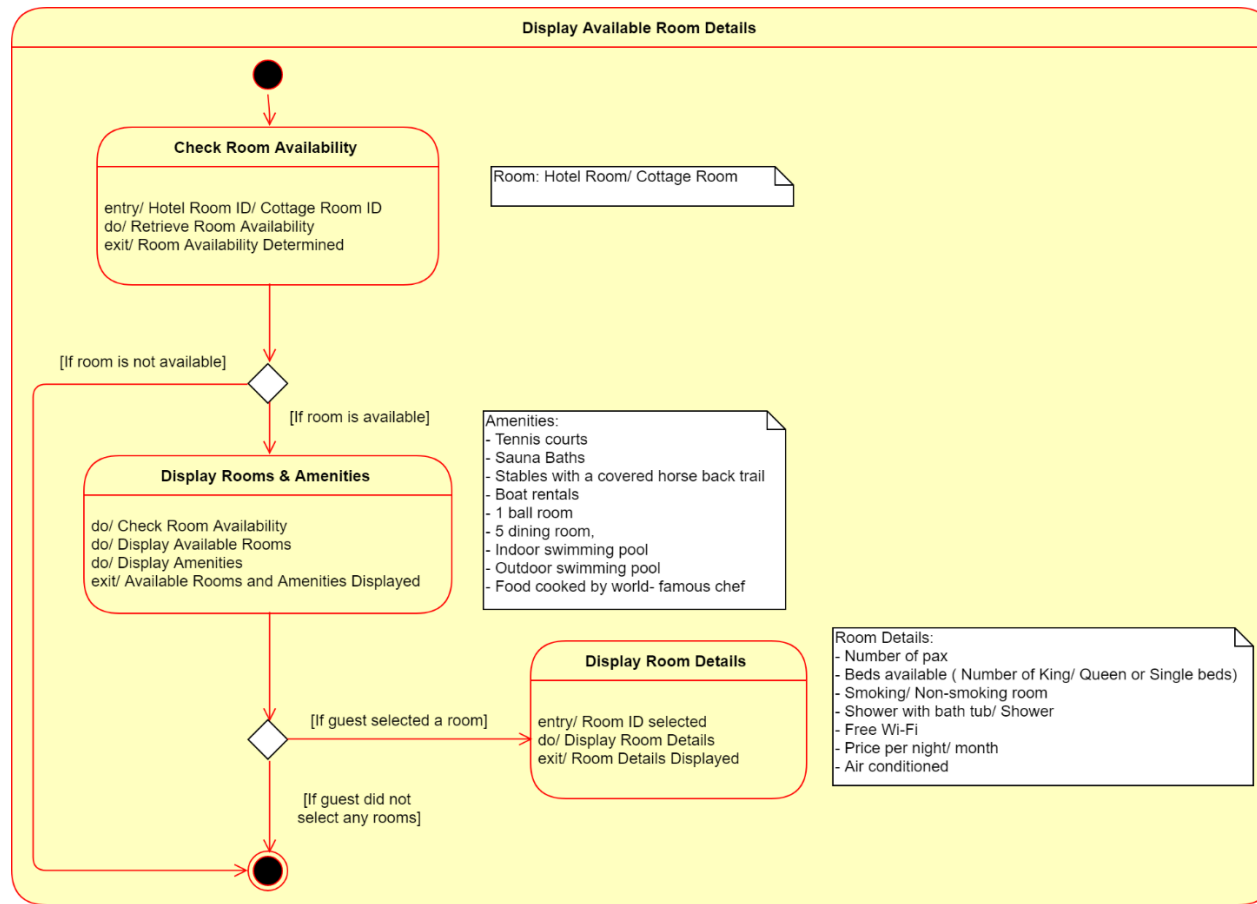 Display Available Room Details
Check Room Availability
entry/ Hotel Room ID/ Cottage Room ID
do/ Retrieve Room Availability
exit/ Room Availability Determined
Room: Hotel Room/ Cottage Room
[If room is not available]
[If room is available]
Display Rooms & Amenities
do/ Check Room Availability
do/ Display Available Rooms
do/ Display Amenities
exit/ Available Rooms and Amenities Displayed
Amenities:
- Tennis courts
- Sauna Baths
- Stables with a covered horse back trail
- Boat rentals
- 1 ball room
- 5 dining room,
- Indoor swimming pool
- Outdoor swimming pool
- Food cooked by world- famous chef
[If guest selected a room]
Display Room Details
entry/ Room ID selected
do/ Display Room Details
exit/ Room Details Displayed
Room Details:
- Number of pax
- Beds available ( Number of King/ Queen or Single beds)
- Smoking/ Non-smoking room
- Shower with bath tub/ Shower
- Free Wi-Fi
- Price per night/ month
- Air conditioned
[If guest did not
select any rooms]